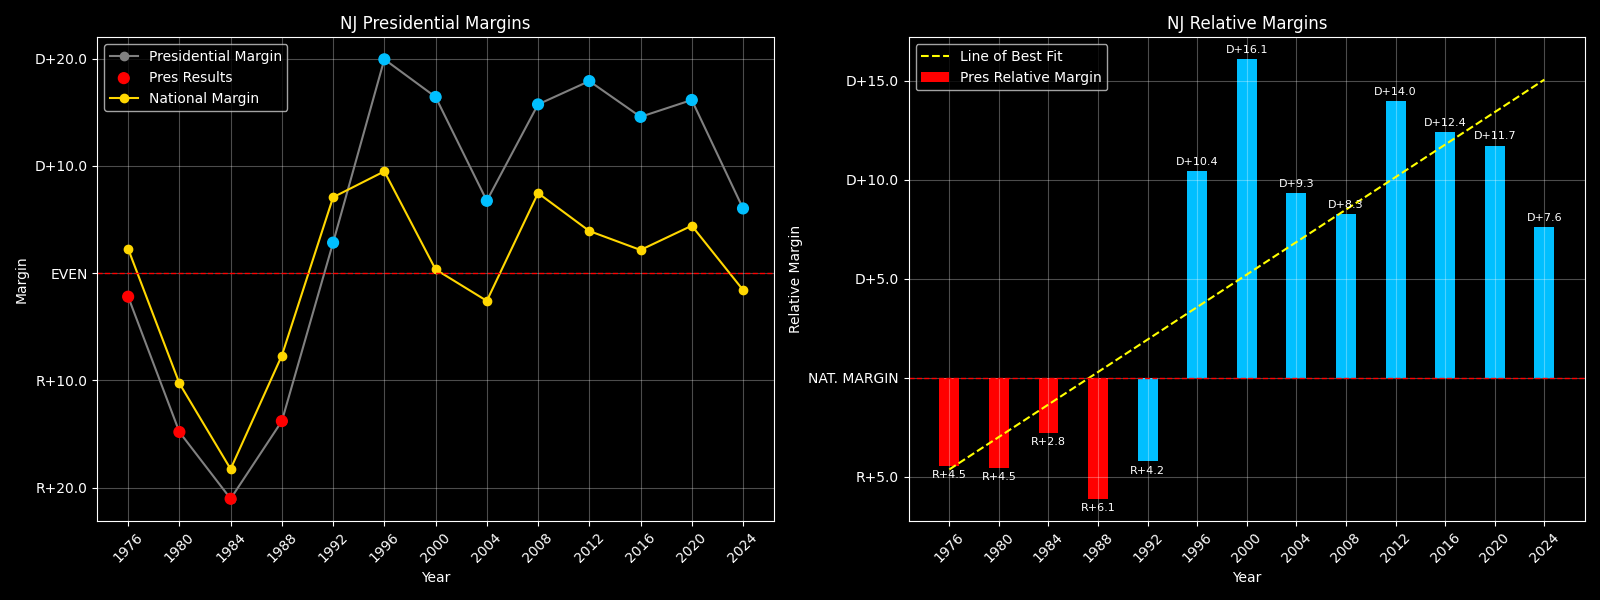 NJ Presidential Margins
Presidential Margin
Pres Results
National Margin
Margin
D+20.0
D+10.0
EVEN
R+10.0
R+20.0
1976
1980
1984
1988
1992
1996
2000
2004
2008
2012
2016
2020
2024
Year
NJ Relative Margins
Line of Best Fit
Pres Relative Margin
Relative Margin
D+15.0
D+10.0
D+5.0
NAT. MARGIN
R+5.0
R+4.5
R+4.5
R+2.8
R+6.1
R+4.2
D+10.4
D+16.1
D+9.3
D+8.3
D+14.0
D+12.4
D+11.7
D+7.6
1976
1980
1984
1988
1992
1996
2000
2004
2008
2012
2016
2020
2024
Year